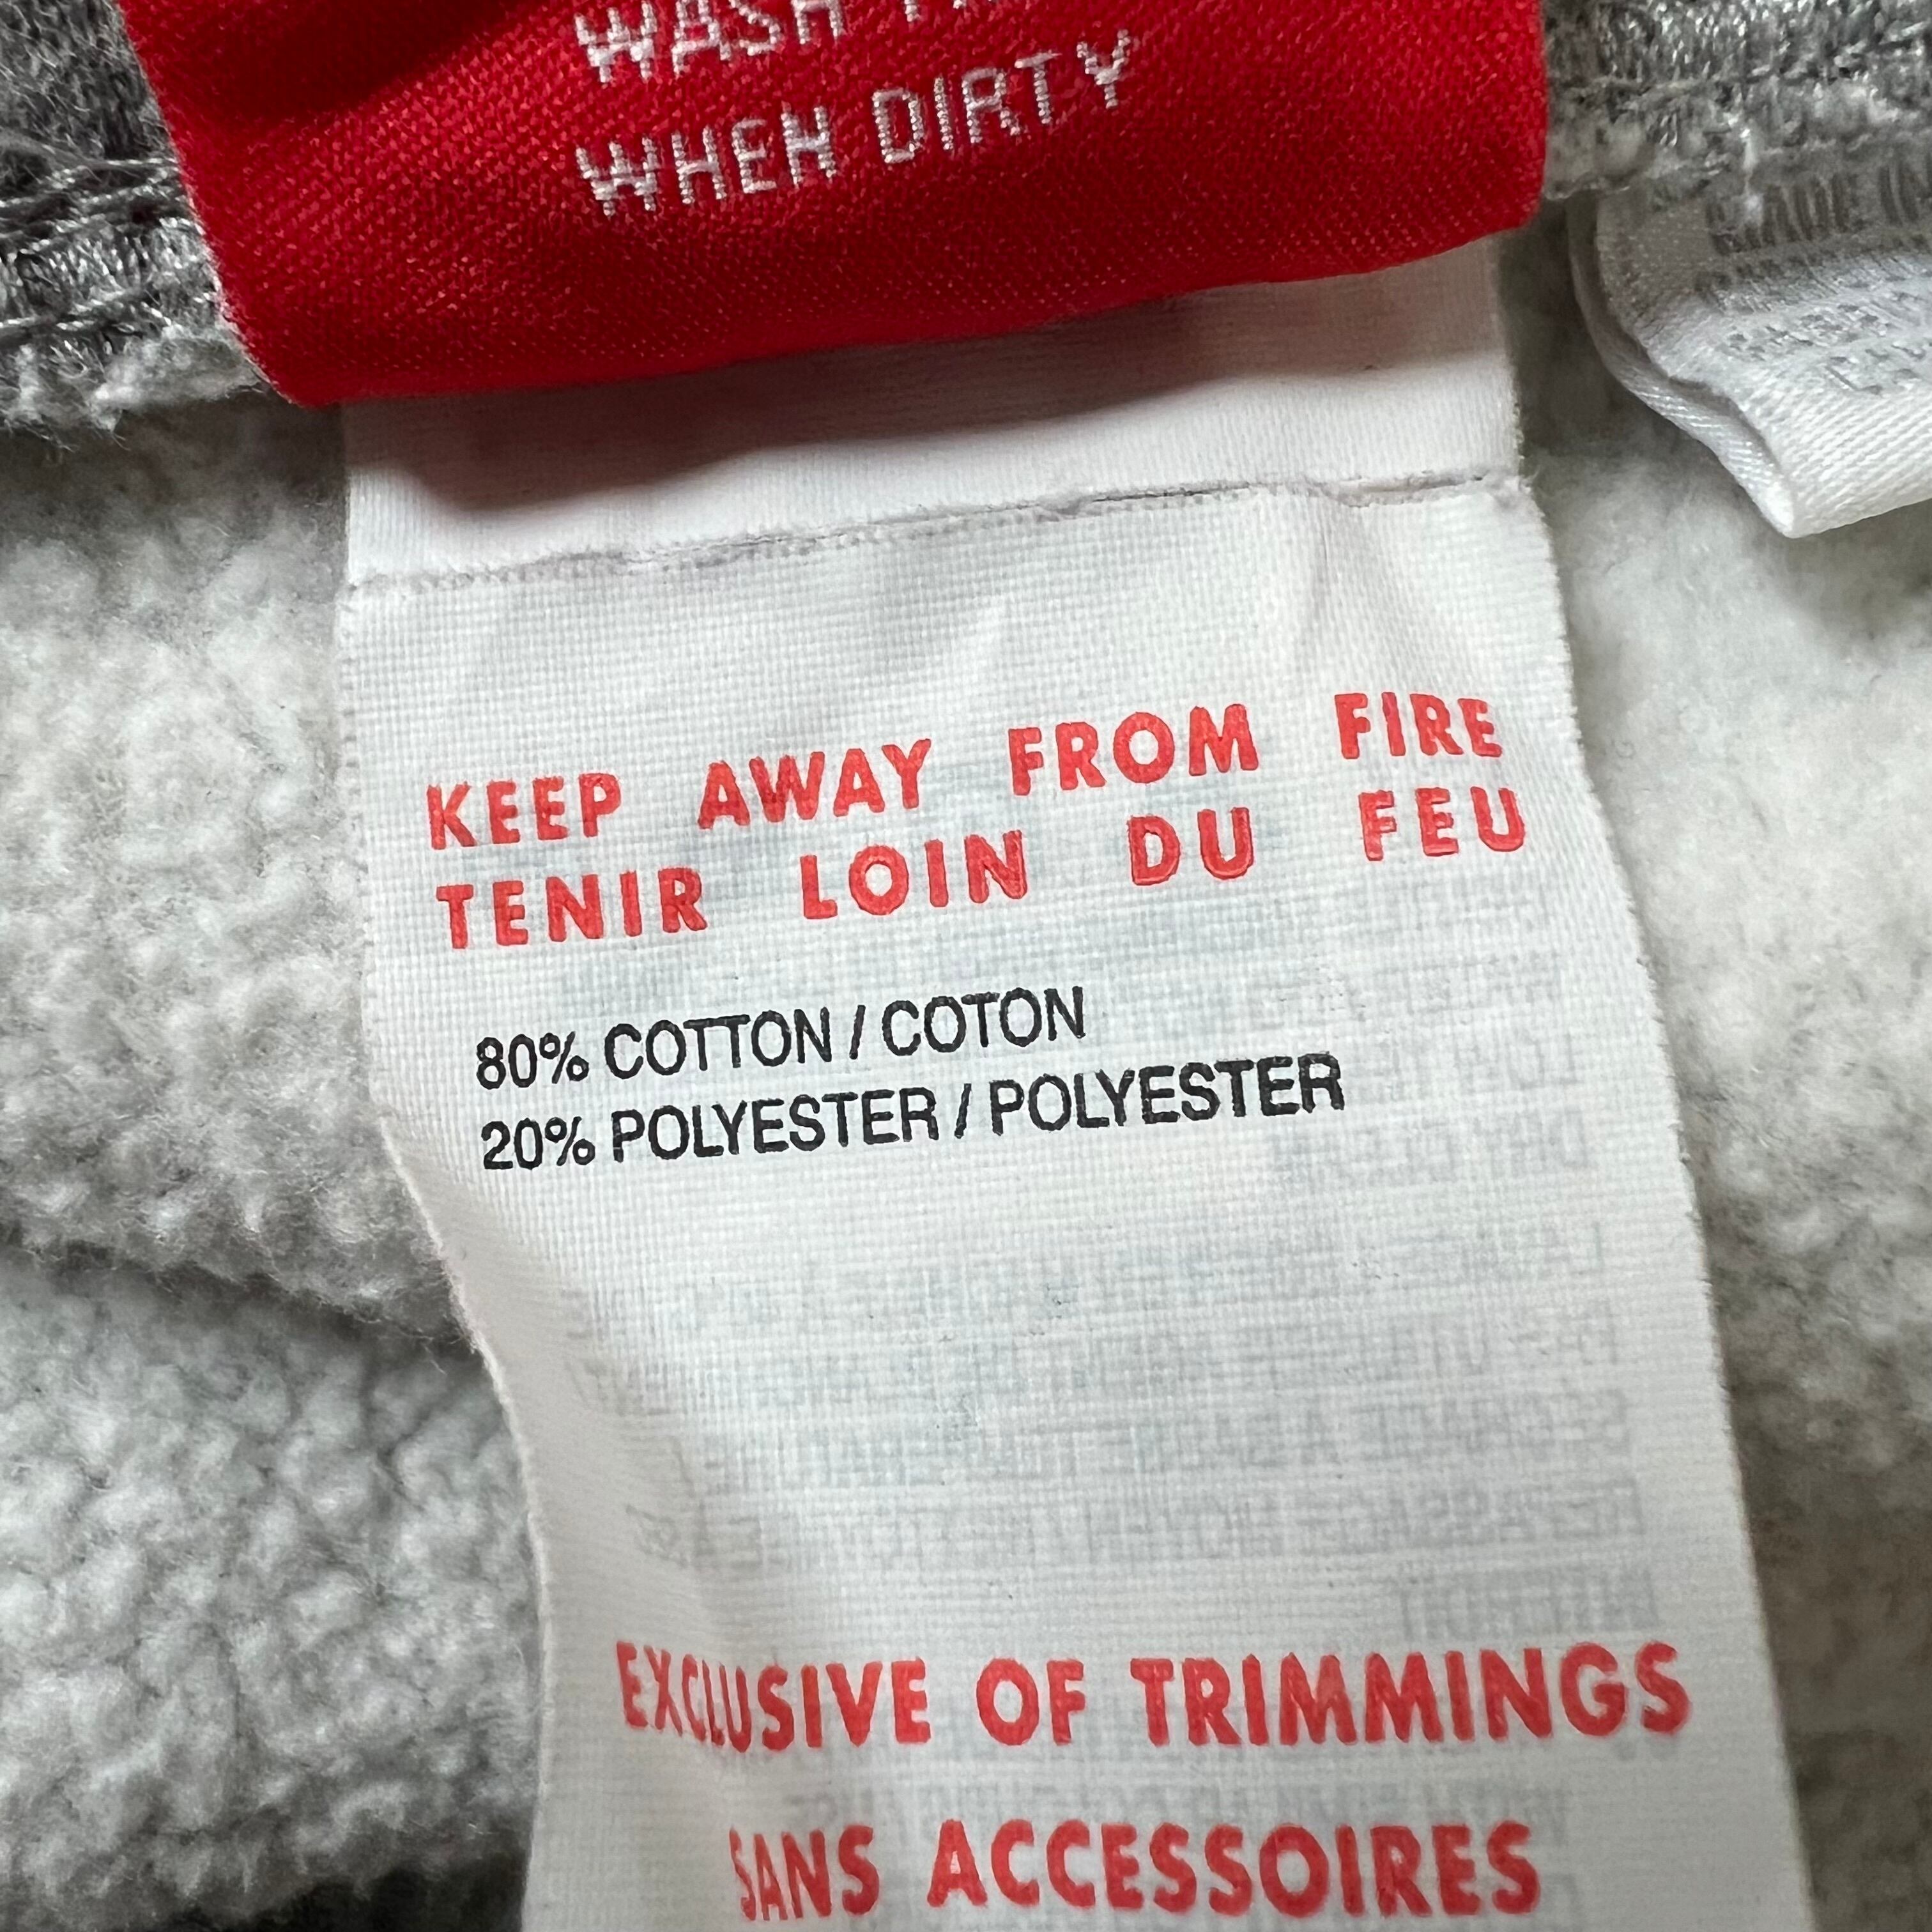 WASH
WHEN DIRTY
KEEP AWAY FROM FIRE
TENIR LOIN DU FEU
80% COTTON / COTON
20% POLYESTER / POLYESTER
EXCLUSIVE OF TRIMMINGS
SANS ACCESSOIRES